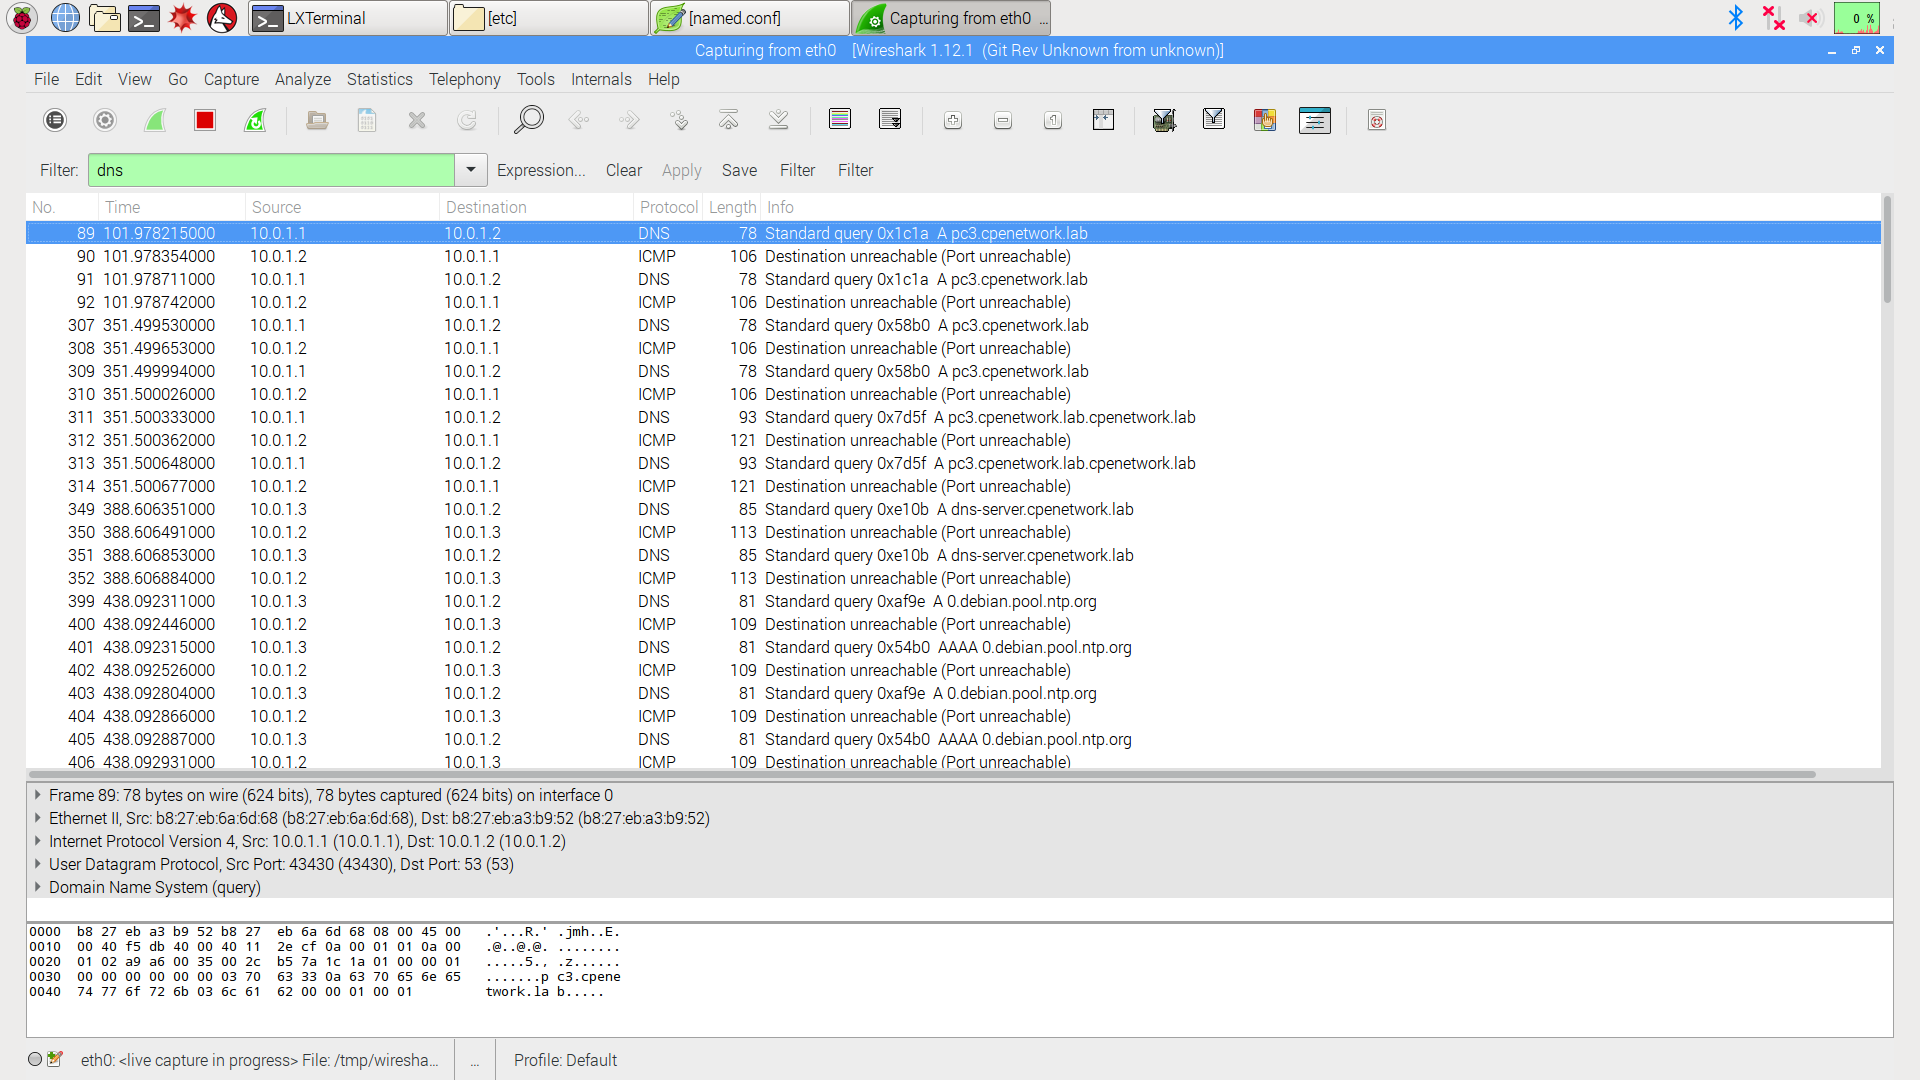 LXTerminal [etc] [named.conf] Capturing from eth0 ... 0 %
Capturing from eth0 [Wireshark 1.12.1 (Git Rev Unknown from unknown)]
File Edit View Go Capture Analyze Statistics Telephony Tools Internals Help
Filter: dns Expression... Clear Apply Save Filter Filter
No. Time Source Destination Protocol Length Info
89 101.978215000 10.0.1.1 10.0.1.2 DNS 78 Standard query 0x1c1a A pc3.cpenetwork.lab
90 101.978354000 10.0.1.2 10.0.1.1 ICMP 106 Destination unreachable (Port unreachable)
91 101.978711000 10.0.1.1 10.0.1.2 DNS 78 Standard query 0x1c1a A pc3.cpenetwork.lab
92 101.978742000 10.0.1.2 10.0.1.1 ICMP 106 Destination unreachable (Port unreachable)
307 351.499530000 10.0.1.1 10.0.1.2 DNS 78 Standard query 0x58b0 A pc3.cpenetwork.lab
308 351.499653000 10.0.1.2 10.0.1.1 ICMP 106 Destination unreachable (Port unreachable)
309 351.499994000 10.0.1.1 10.0.1.2 DNS 78 Standard query 0x58b0 A pc3.cpenetwork.lab
310 351.500026000 10.0.1.2 10.0.1.1 ICMP 106 Destination unreachable (Port unreachable)
311 351.500333000 10.0.1.1 10.0.1.2 DNS 93 Standard query 0x7d5f A pc3.cpenetwork.lab.cpenetwork.lab
312 351.500362000 10.0.1.2 10.0.1.1 ICMP 121 Destination unreachable (Port unreachable)
313 351.500648000 10.0.1.1 10.0.1.2 DNS 93 Standard query 0x7d5f A pc3.cpenetwork.lab.cpenetwork.lab
314 351.500677000 10.0.1.2 10.0.1.1 ICMP 121 Destination unreachable (Port unreachable)
349 388.606351000 10.0.1.3 10.0.1.2 DNS 85 Standard query 0xe10b A dns-server.cpenetwork.lab
350 388.606491000 10.0.1.2 10.0.1.3 ICMP 113 Destination unreachable (Port unreachable)
351 388.606853000 10.0.1.3 10.0.1.2 DNS 85 Standard query 0xe10b A dns-server.cpenetwork.lab
352 388.606884000 10.0.1.2 10.0.1.3 ICMP 113 Destination unreachable (Port unreachable)
399 438.092311000 10.0.1.3 10.0.1.2 DNS 81 Standard query 0xaf9e A 0.debian.pool.ntp.org
400 438.092446000 10.0.1.2 10.0.1.3 ICMP 109 Destination unreachable (Port unreachable)
401 438.092315000 10.0.1.3 10.0.1.2 DNS 81 Standard query 0x54b0 AAAA 0.debian.pool.ntp.org
402 438.092526000 10.0.1.2 10.0.1.3 ICMP 109 Destination unreachable (Port unreachable)
403 438.092804000 10.0.1.3 10.0.1.2 DNS 81 Standard query 0xaf9e A 0.debian.pool.ntp.org
404 438.092866000 10.0.1.2 10.0.1.3 ICMP 109 Destination unreachable (Port unreachable)
405 438.092887000 10.0.1.3 10.0.1.2 DNS 81 Standard query 0x54b0 AAAA 0.debian.pool.ntp.org
406 438.092931000 10.0.1.2 10.0.1.3 ICMP 109 Destination unreachable (Port unreachable)
Frame 89: 78 bytes on wire (624 bits), 78 bytes captured (624 bits) on interface 0
Ethernet II, Src: b8:27:eb:6a:6d:68 (b8:27:eb:6a:6d:68), Dst: b8:27:eb:a3:b9:52 (b8:27:eb:a3:b9:52)
Internet Protocol Version 4, Src: 10.0.1.1 (10.0.1.1), Dst: 10.0.1.2 (10.0.1.2)
User Datagram Protocol, Src Port: 43430 (43430), Dst Port: 53 (53)
Domain Name System (query)
0000 b8 27 eb a3 b9 52 b8 27 eb 6a 6d 68 08 00 45 00 .'...R.' .jmh..E.
0010 00 40 f5 db 40 00 40 11 2e cf 0a 00 01 01 0a 00 .@..@.@. ........
0020 01 02 a9 a6 00 35 00 2c b5 7a 1c 1a 01 00 00 01 .....5., .z......
0030 00 00 00 00 00 00 03 70 63 33 0a 63 70 65 6e 65 .......p c3.cpene
0040 74 77 6f 72 6b 03 6c 61 62 00 00 01 00 01 twork.la b.....
eth0: <live capture in progress> File: /tmp/wiresha... ... Profile: Default